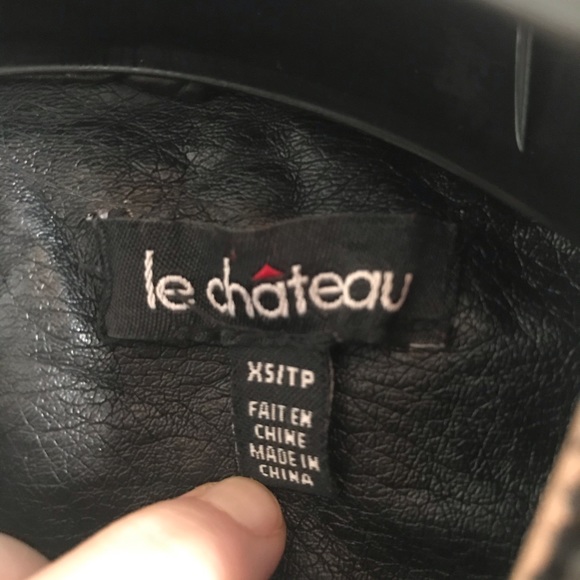 le château
XS/TP
FAIT EN
CHINE
MADE IN
CHINA